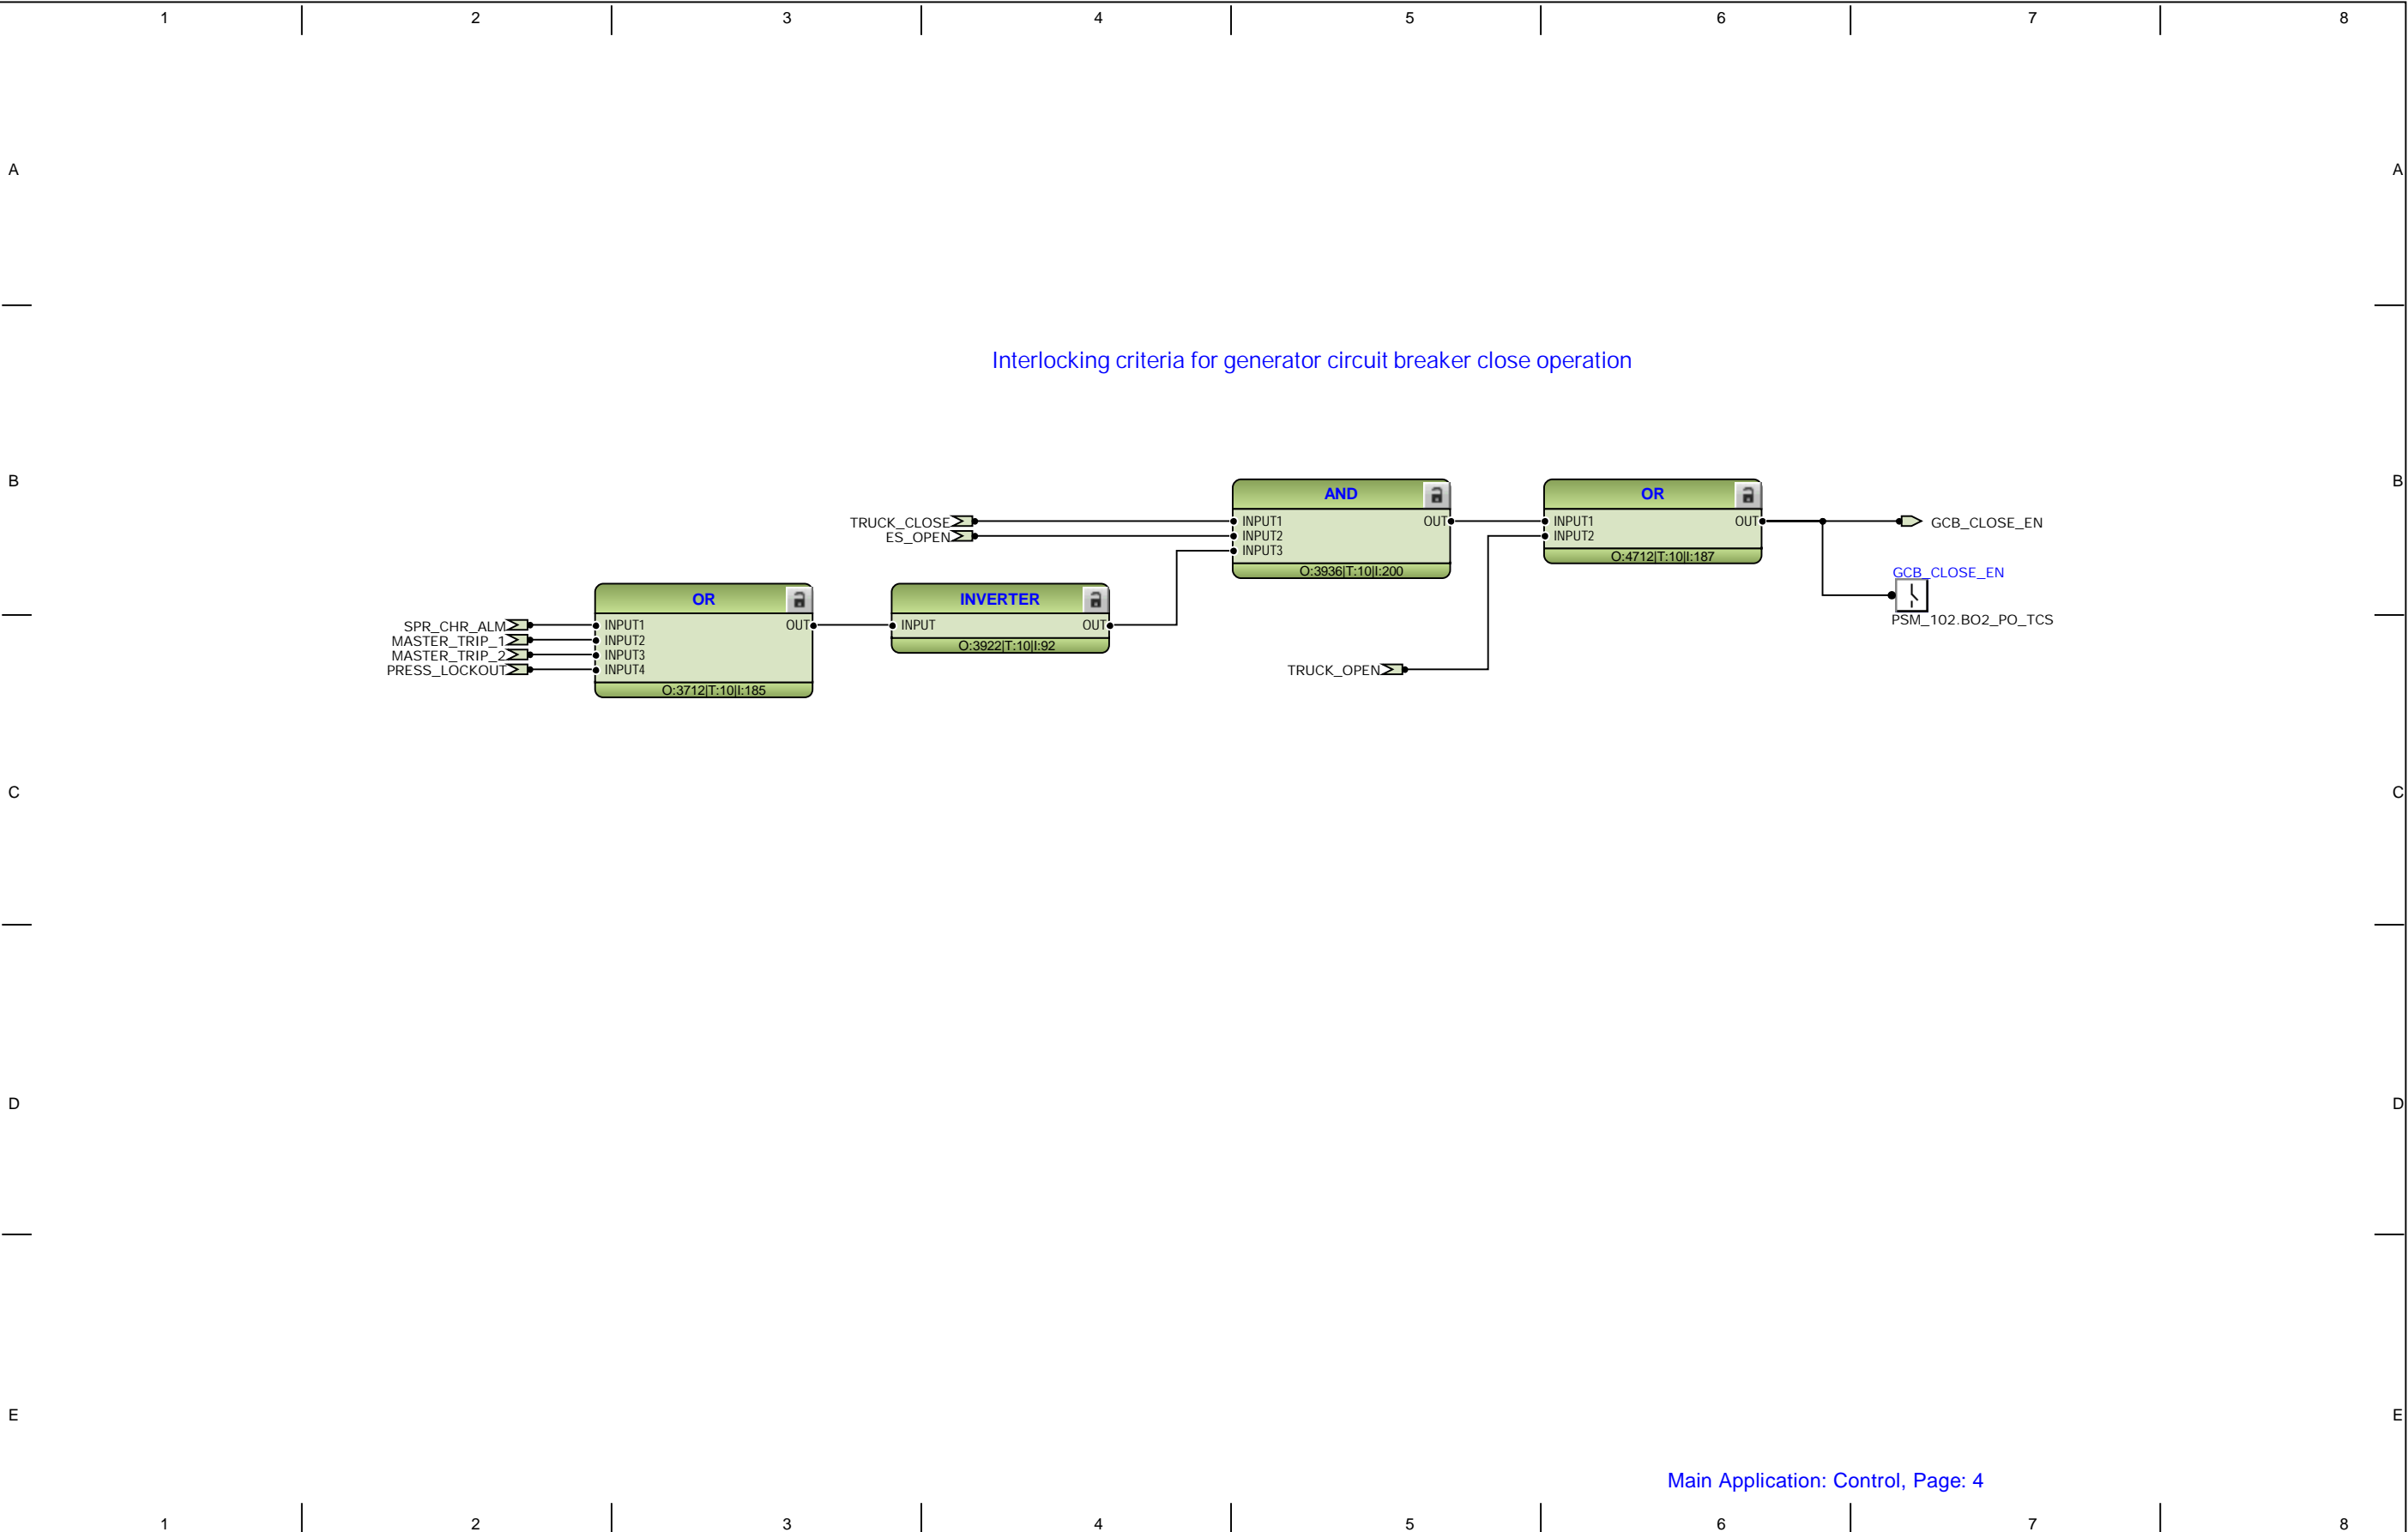 1 2 3 4 5 6 7 8
A A
Interlocking criteria for generator circuit breaker close operation
B B
AND
OR
TRUCK_CLOSE
ES_OPEN
INPUT1 OUT
INPUT2
INPUT3
O:3936|T:10|I:200
INPUT1 OUT
INPUT2
O:4712|T:10|I:187
GCB_CLOSE_EN
GCB_CLOSE_EN
PSM_102.BO2_PO_TCS
OR
INVERTER
SPR_CHR_ALM
MASTER_TRIP_1
MASTER_TRIP_2
PRESS_LOCKOUT
INPUT1 OUT
INPUT2
INPUT3
INPUT4
O:3712|T:10|I:185
INPUT OUT
O:3922|T:10|I:92
TRUCK_OPEN
C C
D D
E E
Main Application: Control, Page: 4
1 2 3 4 5 6 7 8